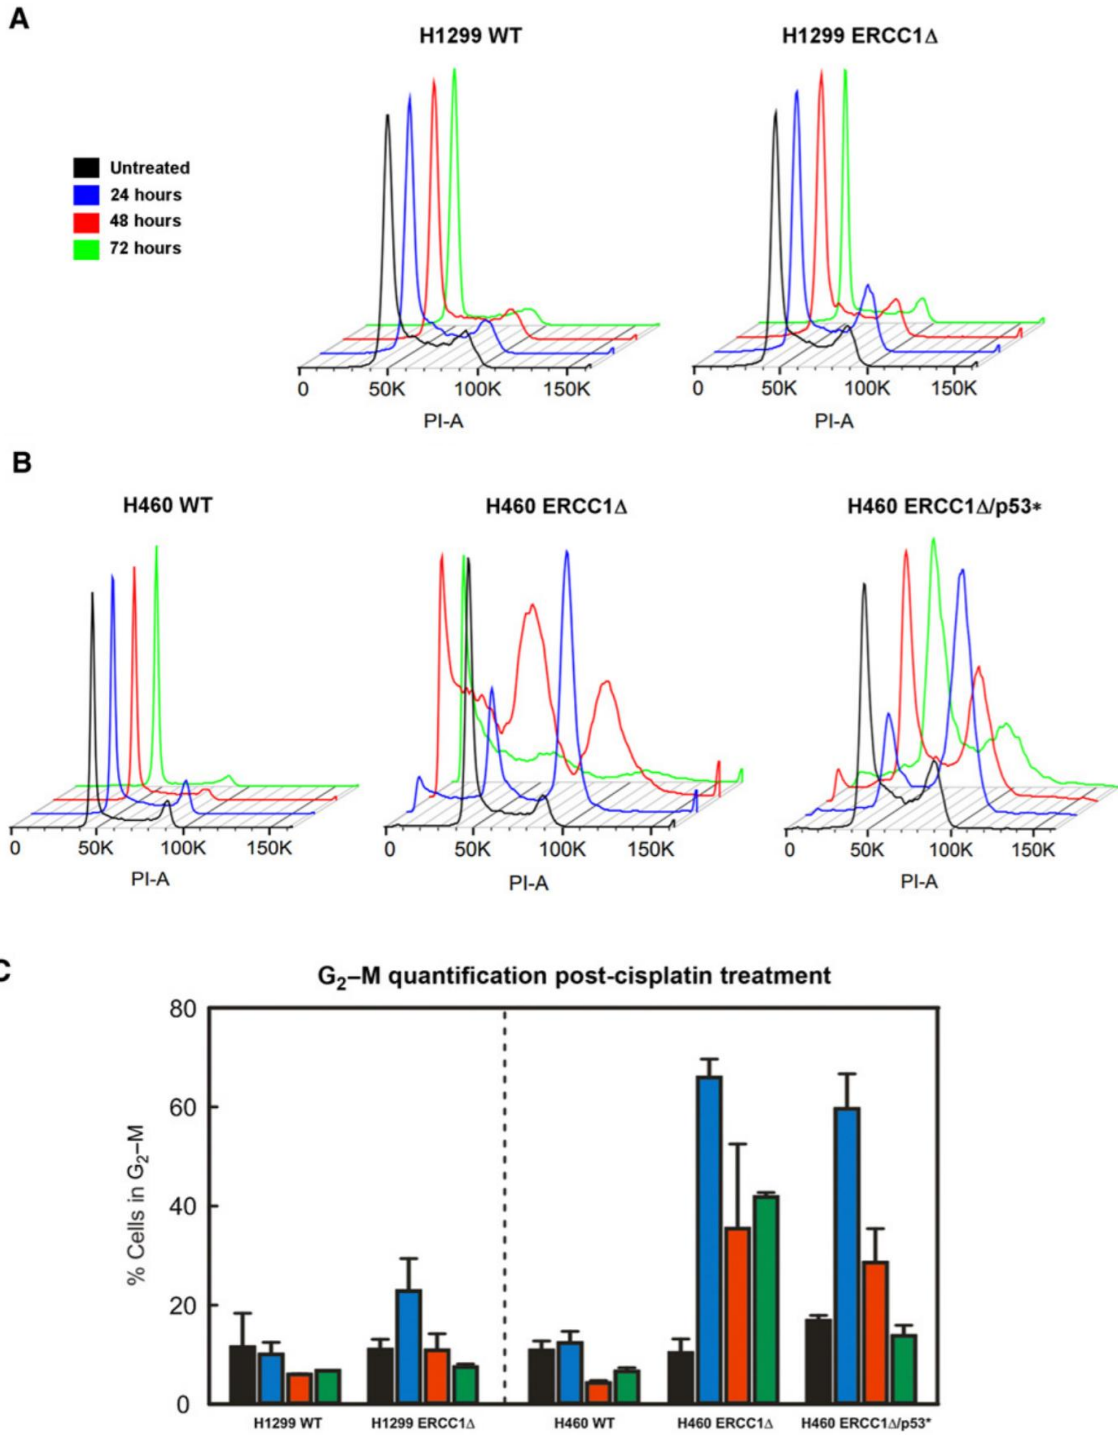 A
H1299 WT
H1299 ERCC1Δ
Untreated
24 hours
48 hours
72 hours
0 50K 100K 150K
PI-A
0 50K 100K 150K
PI-A
B
H460 WT
H460 ERCC1Δ
H460 ERCC1Δ/p53*
0 50K 100K 150K
PI-A
0 50K 100K 150K
PI-A
0 50K 100K 150K
PI-A
C
G₂–M quantification post-cisplatin treatment
% Cells in G₂–M
80
60
40
20
0
H1299 WT
H1299 ERCC1Δ
H460 WT
H460 ERCC1Δ
H460 ERCC1Δ/p53*